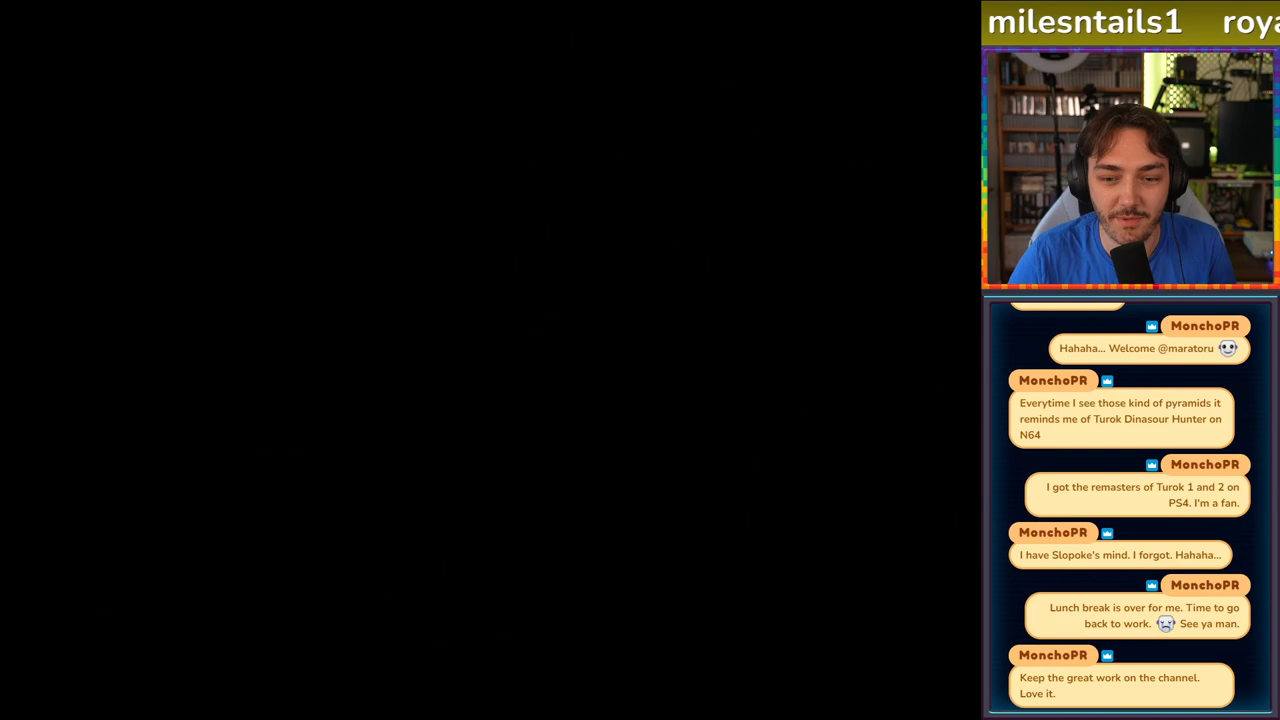 milesntails1 roya
MonchoPR
Hahaha... Welcome @maratoru
MonchoPR
Everytime I see those kind of pyramids it
reminds me of Turok Dinasour Hunter on
N64
MonchoPR
I got the remasters of Turok 1 and 2 on
PS4. I'm a fan.
MonchoPR
I have Slopoke's mind. I forgot. Hahaha...
MonchoPR
Lunch break is over for me. Time to go
back to work. See ya man.
MonchoPR
Keep the great work on the channel.
Love it.